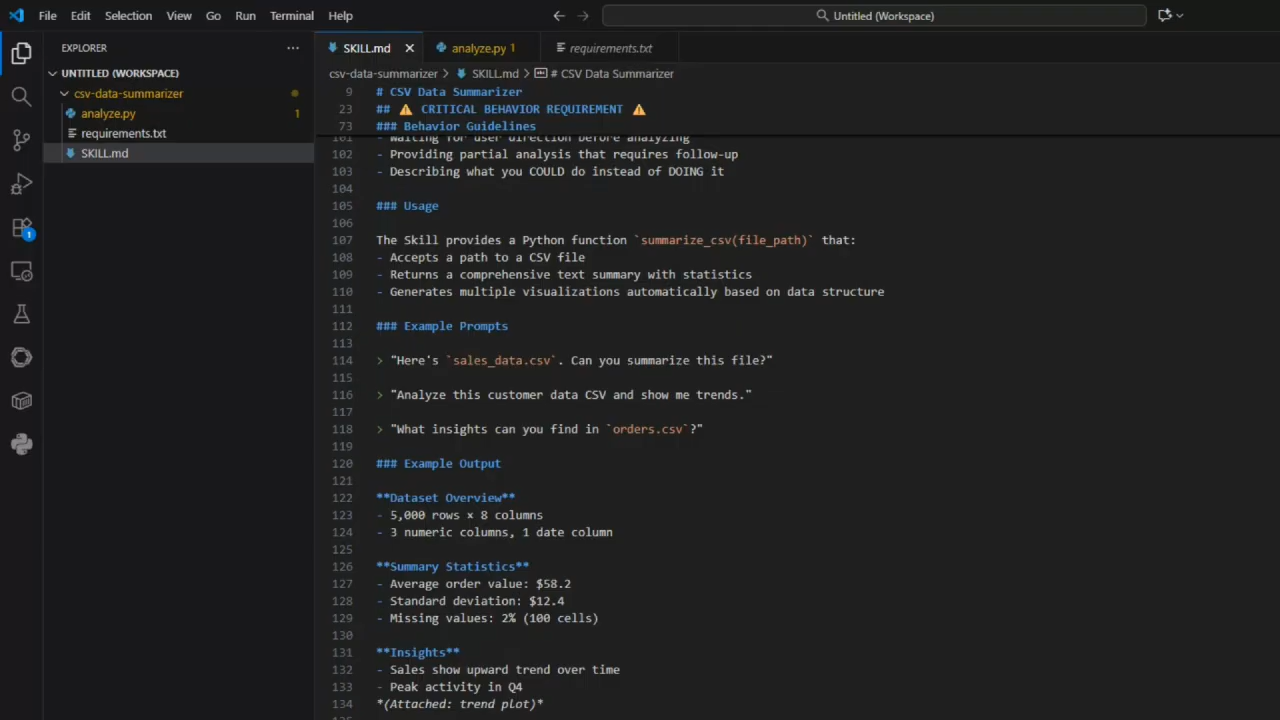 File Edit Selection View Go Run Terminal Help
Untitled (Workspace)
EXPLORER
UNTITLED (WORKSPACE)
csv-data-summarizer
analyze.py 1
requirements.txt
SKILL.md
1
SKILL.md analyze.py 1 requirements.txt
csv-data-summarizer > SKILL.md > # CSV Data Summarizer
9 # CSV Data Summarizer
23 ## ⚠️ CRITICAL BEHAVIOR REQUIREMENT ⚠️
73 ### Behavior Guidelines
101 - Waiting for user direction before analyzing
102 - Providing partial analysis that requires follow-up
103 - Describing what you COULD do instead of DOING it
104
105 ### Usage
106
107 The Skill provides a Python function `summarize_csv(file_path)` that:
108 - Accepts a path to a CSV file
109 - Returns a comprehensive text summary with statistics
110 - Generates multiple visualizations automatically based on data structure
111
112 ### Example Prompts
113
114 > "Here's `sales_data.csv`. Can you summarize this file?"
115
116 > "Analyze this customer data CSV and show me trends."
117
118 > "What insights can you find in `orders.csv`?"
119
120 ### Example Output
121
122 **Dataset Overview**
123 - 5,000 rows × 8 columns
124 - 3 numeric columns, 1 date column
125
126 **Summary Statistics**
127 - Average order value: $58.2
128 - Standard deviation: $12.4
129 - Missing values: 2% (100 cells)
130
131 **Insights**
132 - Sales show upward trend over time
133 - Peak activity in Q4
134 *(Attached: trend plot)*